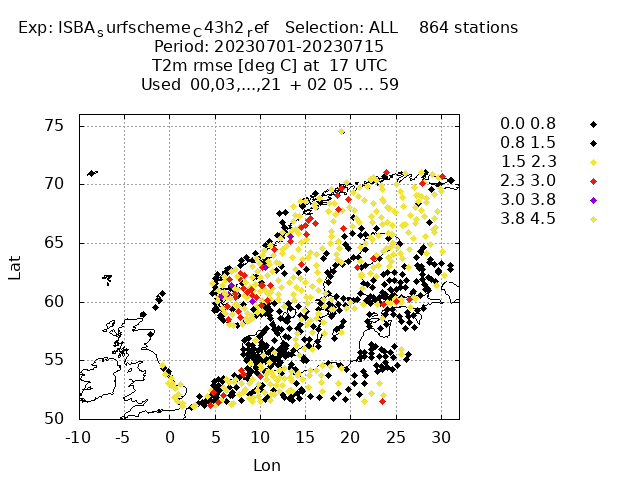 Exp: ISBA_surfscheme_C43h2_ref   Selection: ALL    864 stations
Period: 20230701-20230715
T2m rmse [deg C] at  17 UTC
Used  00,03,...,21  + 02 05 ... 59
0.0 0.8
0.8 1.5
1.5 2.3
2.3 3.0
3.0 3.8
3.8 4.5
75
70
65
60
55
50
Lat
-10 -5 0 5 10 15 20 25 30
Lon